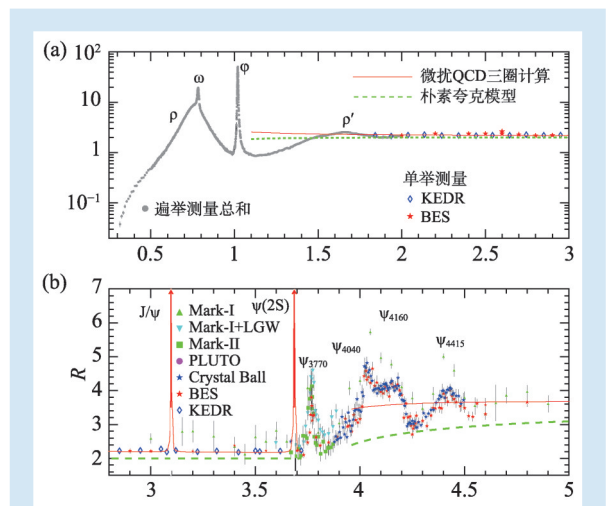 (a)
10²
10
1
10⁻¹
ρ
ω
φ
ρ′
微扰QCD三圈计算
朴素夸克模型
单举测量
KEDR
BES
遍举测量总和
0.5 1 1.5 2 2.5 3
(b)
R
7
6
5
4
3
2
J/ψ
ψ(2S)
Mark-I
Mark-I+LGW
Mark-II
PLUTO
Crystal Ball
BES
KEDR
ψ₃₇₇₀
ψ₄₀₄₀
ψ₄₁₆₀
ψ₄₄₁₅
3 3.5 4 4.5 5